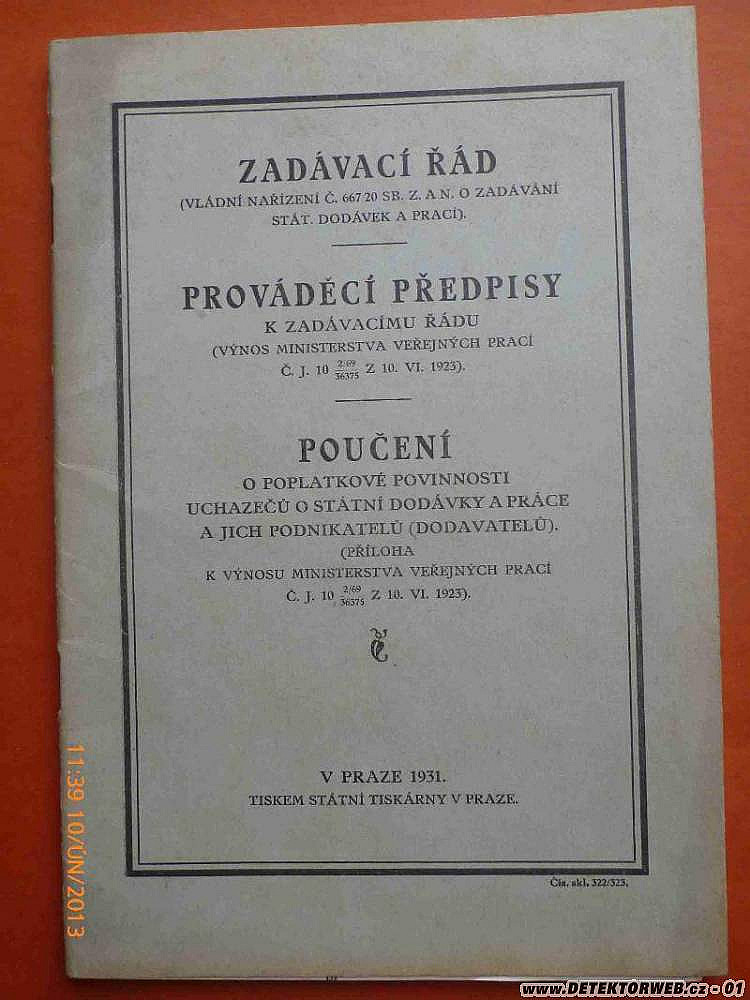 ZADÁVACÍ ŘÁD
(VLÁDNÍ NAŘÍZENÍ Č. 667 20 SB. Z. A N. O ZADÁVÁNÍ
STÁT. DODÁVEK A PRACÍ).
PROVÁDĚCÍ PŘEDPISY
K ZADÁVACÍMU ŘÁDU
(VÝNOS MINISTERSTVA VEŘEJNÝCH PRACÍ
Č. J. 10 2/69/36375 Z 10. VI. 1923).
POUČENÍ
O POPLATKOVÉ POVINNOSTI
UCHAZEČŮ O STÁTNÍ DODÁVKY A PRÁCE
A JICH PODNIKATELŮ (DODAVATELŮ).
(PŘÍLOHA
K VÝNOSU MINISTERSTVA VEŘEJNÝCH PRACÍ
Č. J. 10 2/69/36375 Z 10. VI. 1923).
V PRAZE 1931.
TISKEM STÁTNÍ TISKÁRNY V PRAZE.
Čís. skl. 322/323.
11:39 10/ÚN/2013
www.DETEKTORWEB.cz-01